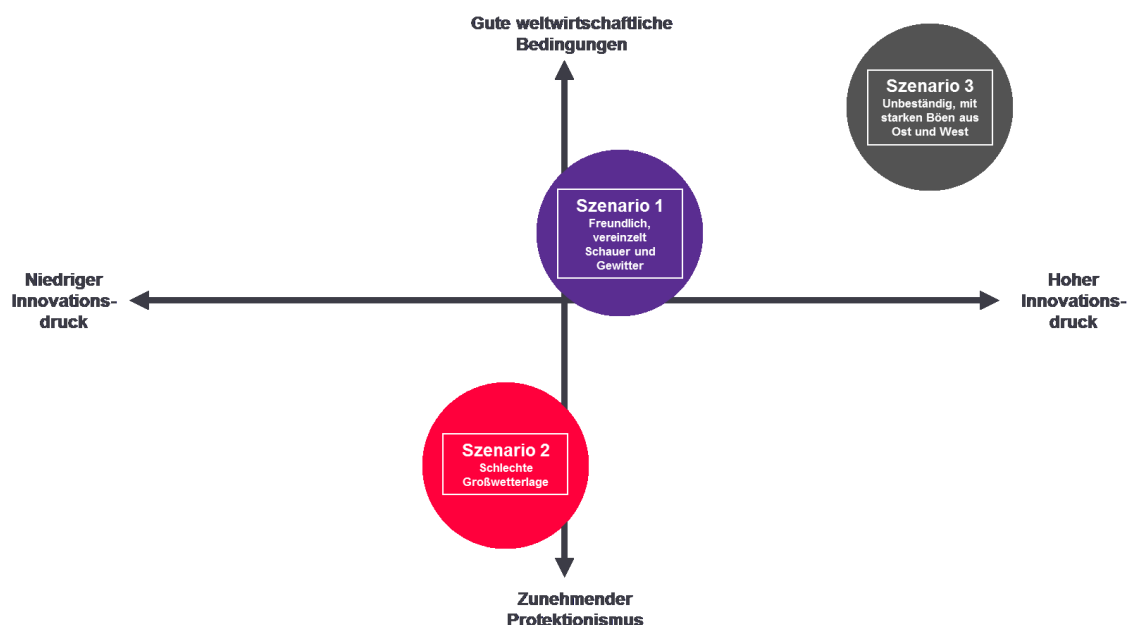 Gute weltwirtschaftliche
Bedingungen
Szenario 3
Unbeständig, mit
starken Böen aus
Ost und West
Szenario 1
Freundlich,
vereinzelt
Schauer und
Gewitter
Niedriger
Innovations-
druck
Hoher
Innovations-
druck
Szenario 2
Schlechte
Großwetterlage
Zunehmender
Protektionismus